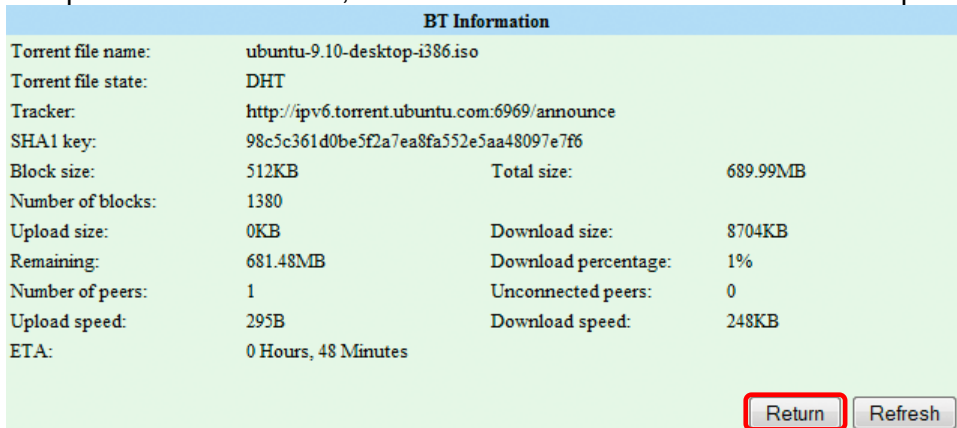 BT Information
Torrent file name: ubuntu-9.10-desktop-i386.iso
Torrent file state: DHT
Tracker: http://ipv6.torrent.ubuntu.com:6969/announce
SHA1 key: 98c5c361d0be5f2a7ea8fa552e5aa48097e7f6
Block size: 512KB Total size: 689.99MB
Number of blocks: 1380
Upload size: 0KB Download size: 8704KB
Remaining: 681.48MB Download percentage: 1%
Number of peers: 1 Unconnected peers: 0
Upload speed: 295B Download speed: 248KB
ETA: 0 Hours, 48 Minutes
Return Refresh